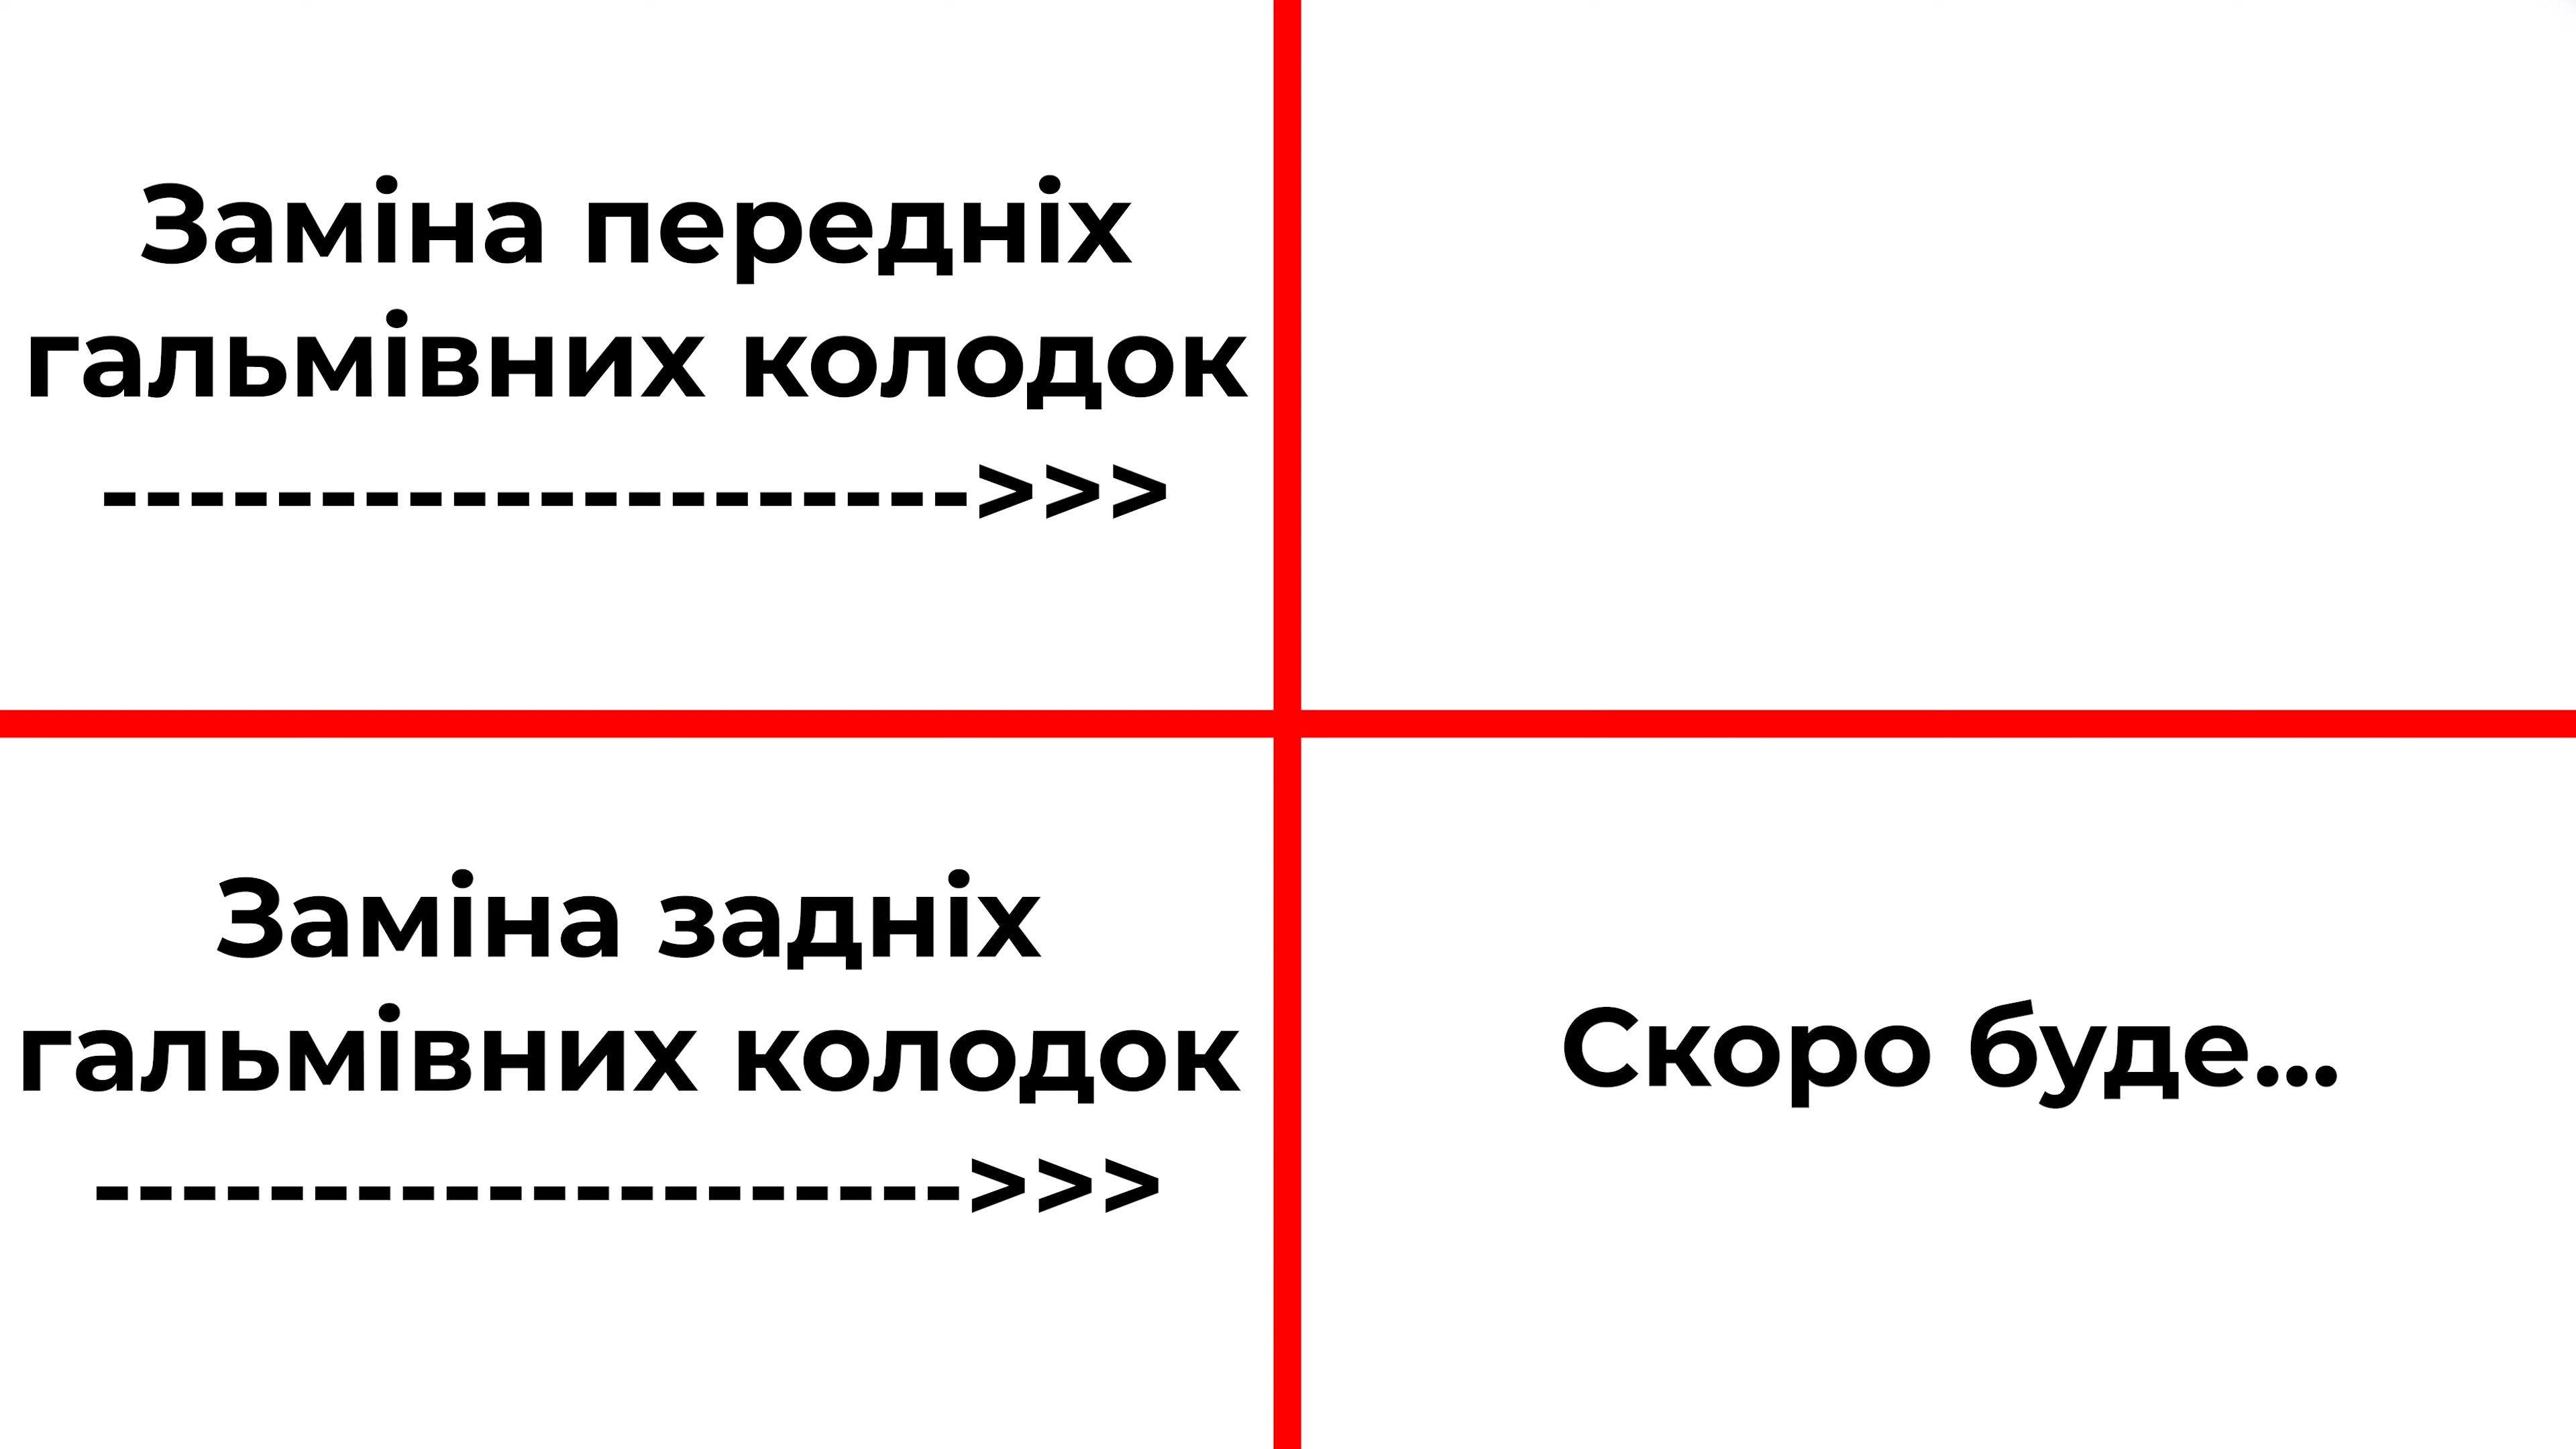 Заміна передніх
гальмівних колодок
-------------------->>>
Заміна задніх
гальмівних колодок
-------------------->>>
Скоро буде...